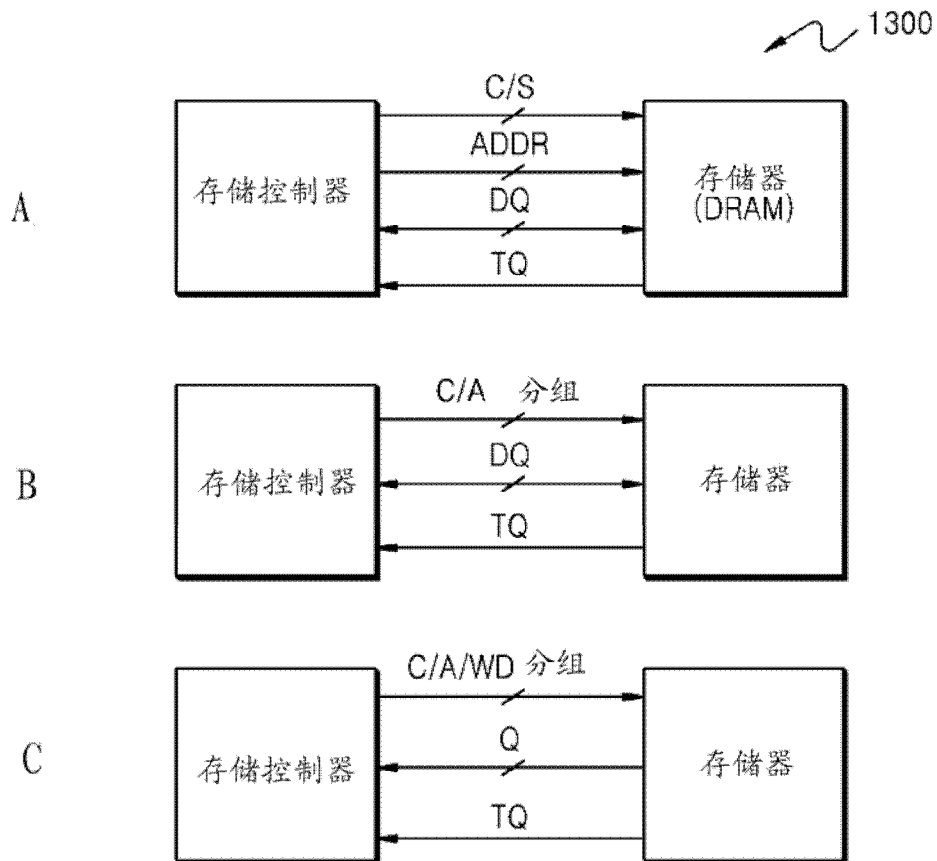 1300
A
存储控制器
C/S
ADDR
DQ
TQ
存储器
(DRAM)
B
存储控制器
C/A 分组
DQ
TQ
存储器
C
存储控制器
C/A/WD 分组
Q
TQ
存储器